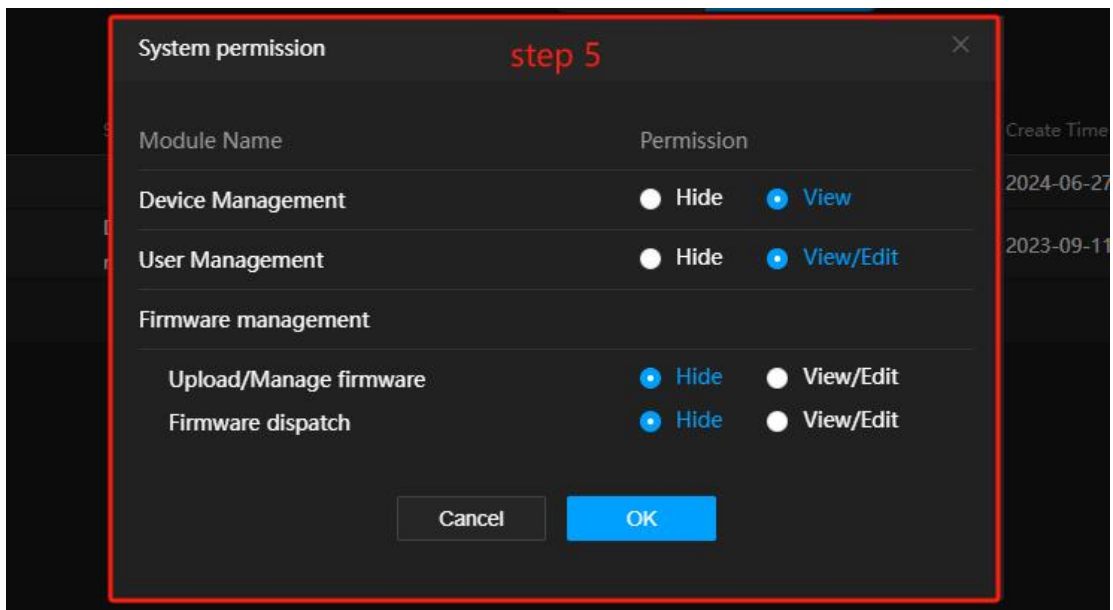 System permission
step 5
Module Name Permission
Create Time
Device Management Hide View
2024-06-27
User Management Hide View/Edit
2023-09-11
Firmware management
Upload/Manage firmware Hide View/Edit
Firmware dispatch Hide View/Edit
Cancel OK